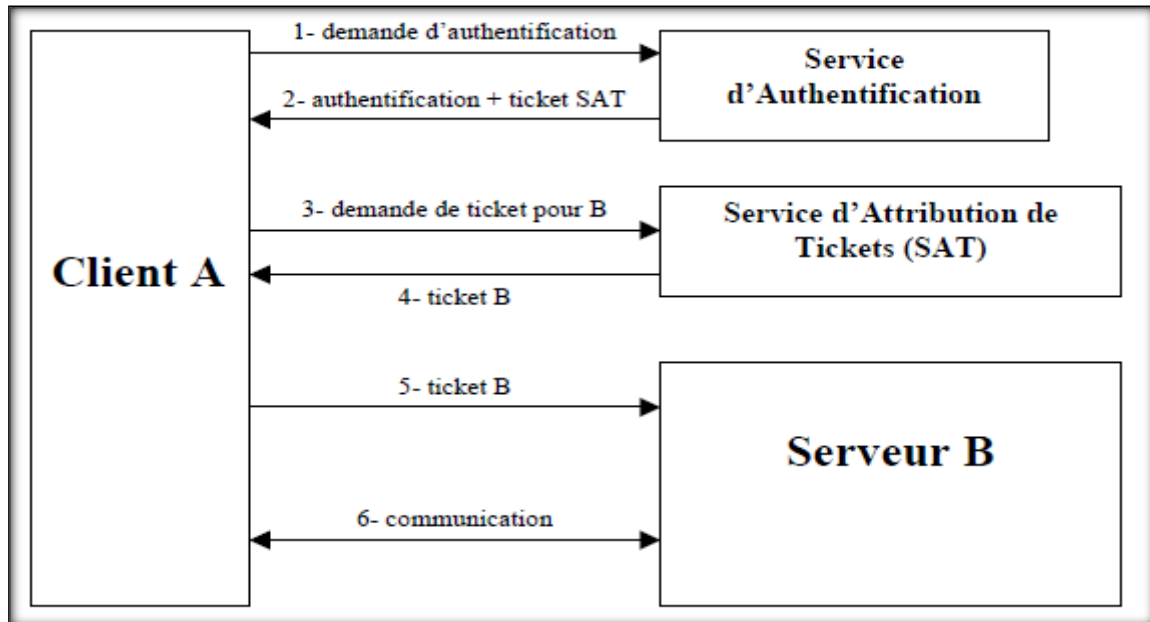 1- demande d'authentification
Service
d'Authentification
2- authentification + ticket SAT
3- demande de ticket pour B
Service d'Attribution de
Tickets (SAT)
Client A
4- ticket B
5- ticket B
Serveur B
6- communication